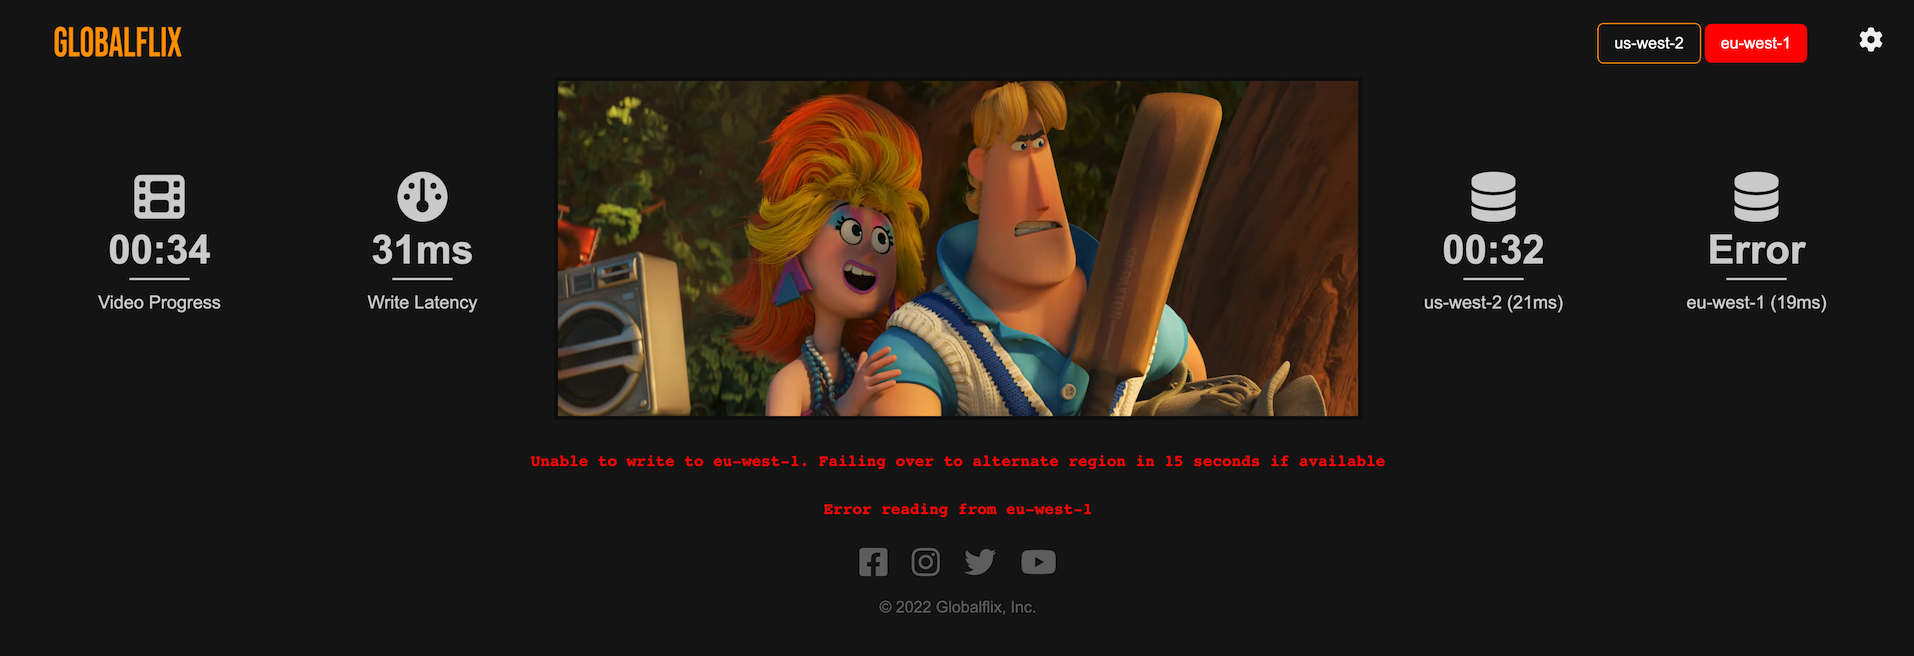 GLOBALFLIX
us-west-2
eu-west-1
00:34
Video Progress
31ms
Write Latency
00:32
us-west-2 (21ms)
Error
eu-west-1 (19ms)
Unable to write to eu-west-1. Failing over to alternate region in 15 seconds if available
Error reading from eu-west-1
© 2022 Globalflix, Inc.